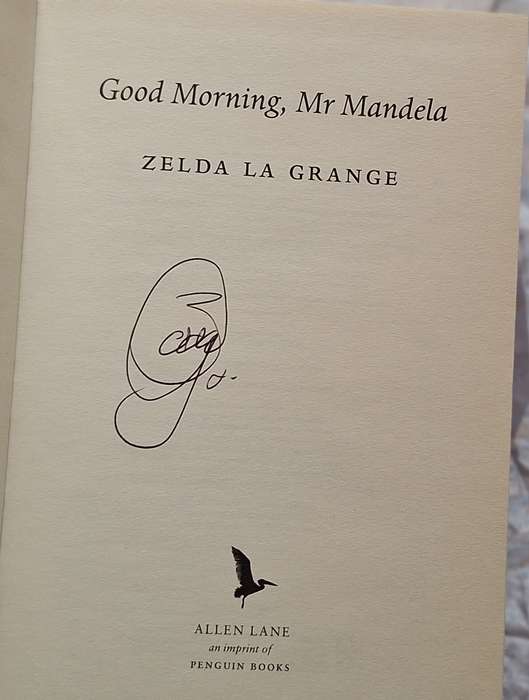 Good Morning, Mr Mandela
ZELDA LA GRANGE
ALLEN LANE
an imprint of
PENGUIN BOOKS